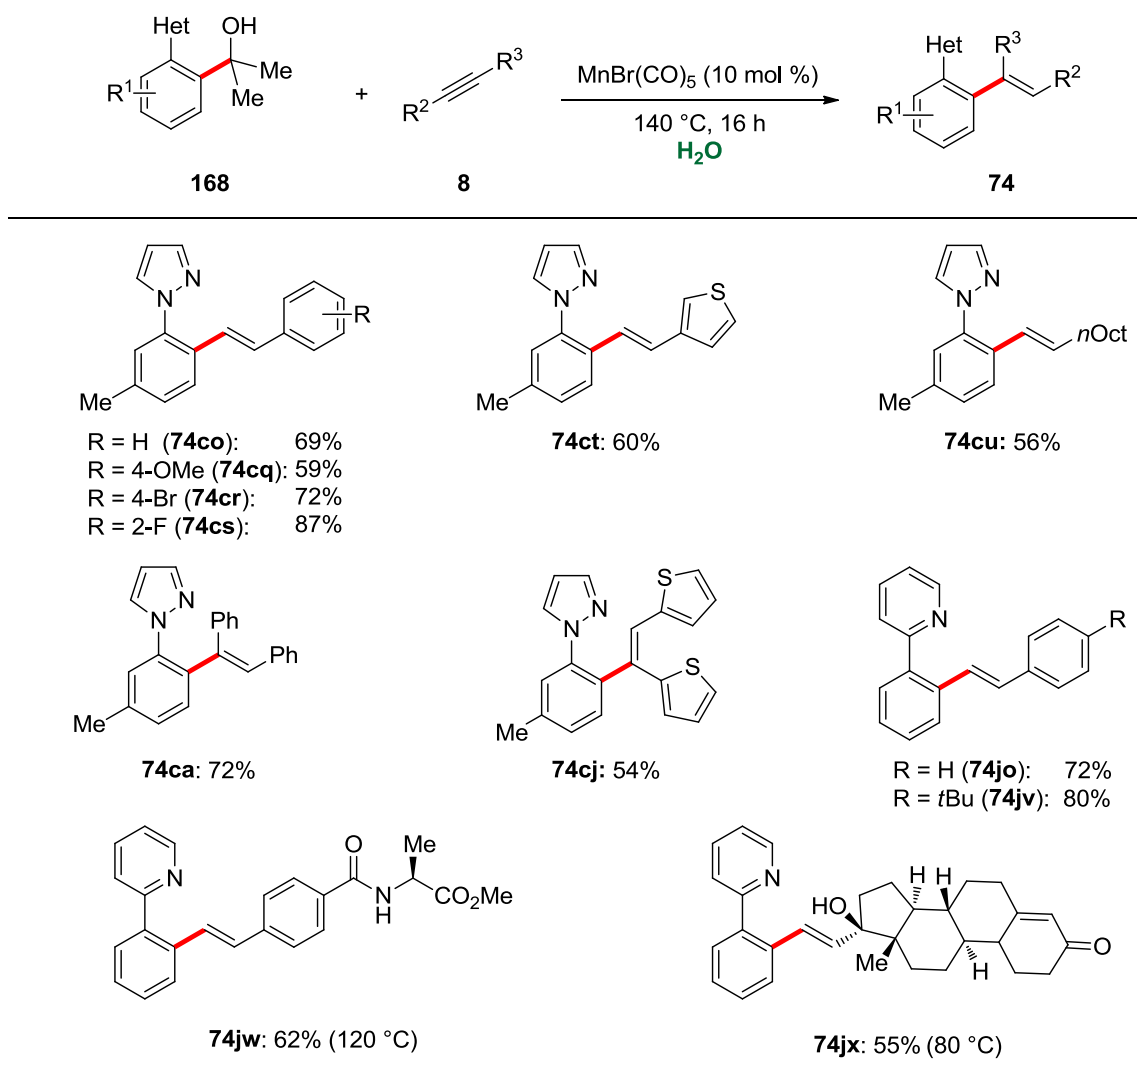 Het
OH
Me
Me
R¹
168
+
R³
R²
8
MnBr(CO)₅ (10 mol %)
140 °C, 16 h
H₂O
Het
R³
R²
R¹
74
N
N
R
Me
R = H (74co): 69%
R = 4-OMe (74cq): 59%
R = 4-Br (74cr): 72%
R = 2-F (74cs): 87%
N
N
S
Me
74ct: 60%
N
N
nOct
Me
74cu: 56%
N
N
Ph
Ph
Me
74ca: 72%
N
N
S
S
Me
74cj: 54%
N
R
R = H (74jo): 72%
R = tBu (74jv): 80%
N
O
Me
N
H
CO₂Me
74jw: 62% (120 °C)
N
HO
H
H
Me
H
O
74jx: 55% (80 °C)